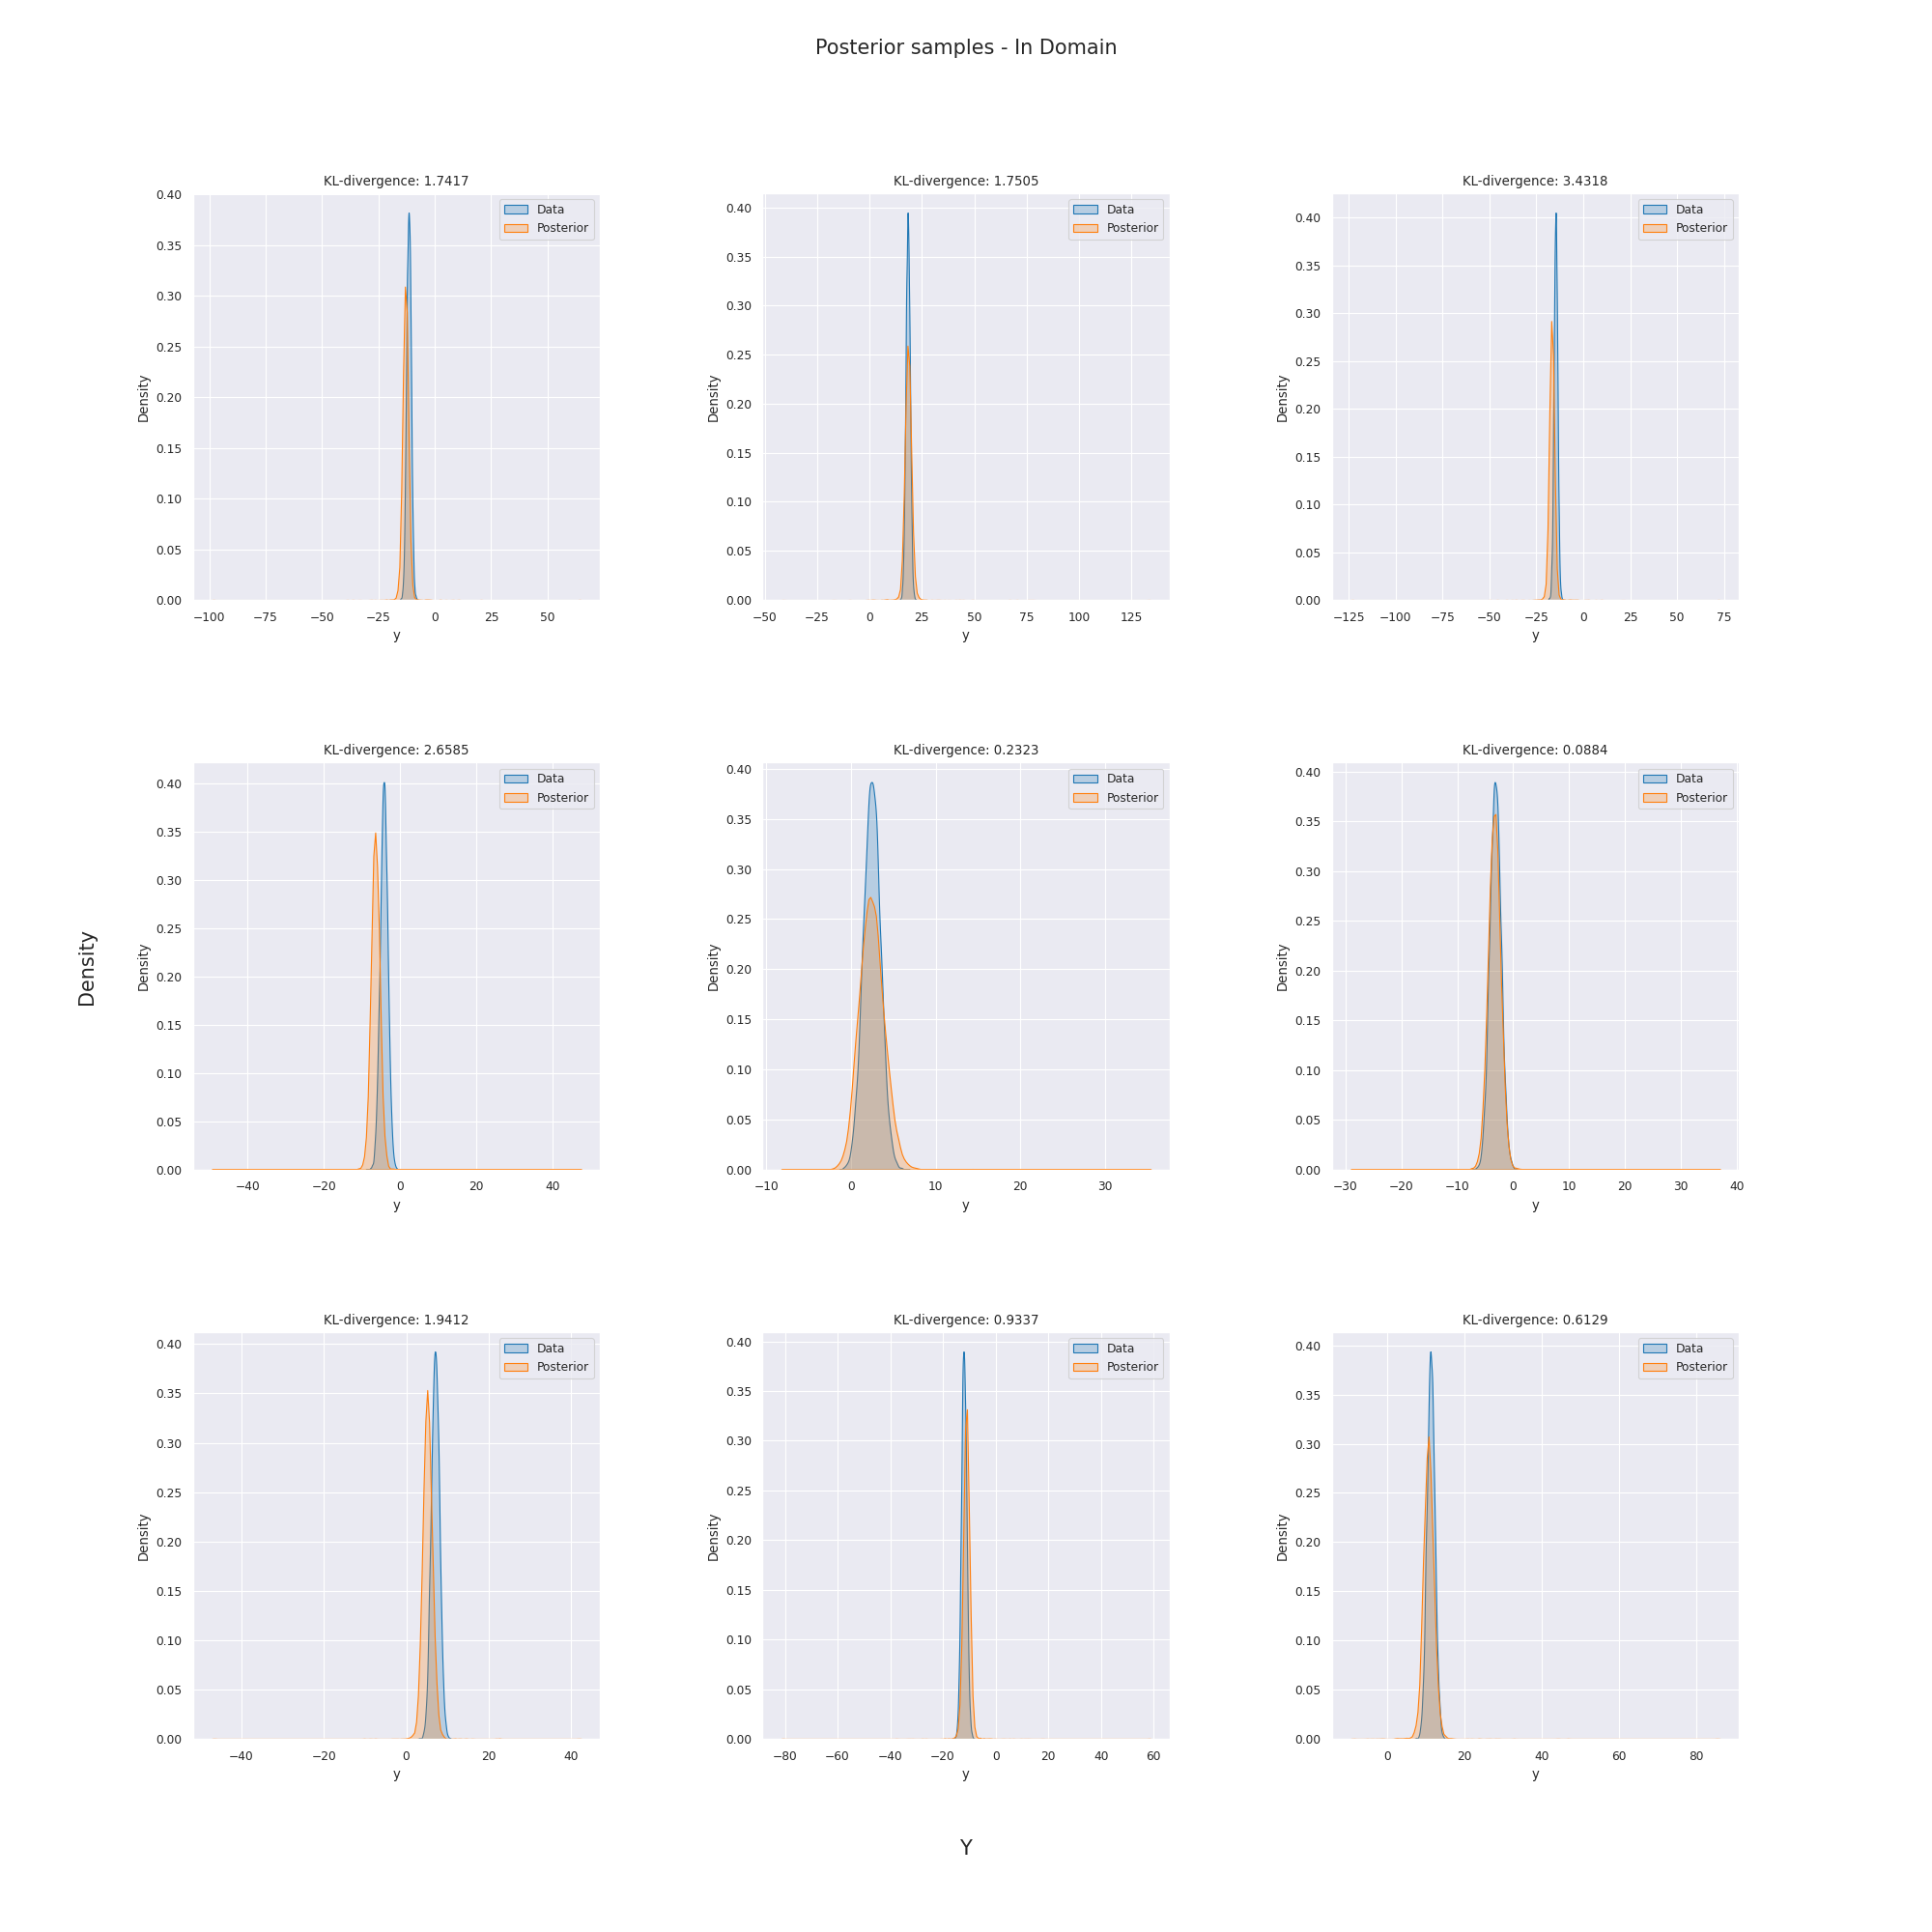 Posterior samples - In Domain
KL-divergence: 1.7417
0.40
0.35
0.30
0.25
0.20
0.15
0.10
0.05
0.00
Density
Data
Posterior
−100 −75 −50 −25 0 25 50
y
KL-divergence: 1.7505
0.40
0.35
0.30
0.25
0.20
0.15
0.10
0.05
0.00
Density
Data
Posterior
−50 −25 0 25 50 75 100 125
y
KL-divergence: 3.4318
0.40
0.35
0.30
0.25
0.20
0.15
0.10
0.05
0.00
Density
Data
Posterior
−125 −100 −75 −50 −25 0 25 50 75
y
Density
KL-divergence: 2.6585
0.40
0.35
0.30
0.25
0.20
0.15
0.10
0.05
0.00
Density
Data
Posterior
−40 −20 0 20 40
y
KL-divergence: 0.2323
0.40
0.35
0.30
0.25
0.20
0.15
0.10
0.05
0.00
Density
Data
Posterior
−10 0 10 20 30
y
KL-divergence: 0.0884
0.40
0.35
0.30
0.25
0.20
0.15
0.10
0.05
0.00
Density
Data
Posterior
−30 −20 −10 0 10 20 30 40
y
KL-divergence: 1.9412
0.40
0.35
0.30
0.25
0.20
0.15
0.10
0.05
0.00
Density
Data
Posterior
−40 −20 0 20 40
y
KL-divergence: 0.9337
0.40
0.35
0.30
0.25
0.20
0.15
0.10
0.05
0.00
Density
Data
Posterior
−80 −60 −40 −20 0 20 40 60
y
KL-divergence: 0.6129
0.40
0.35
0.30
0.25
0.20
0.15
0.10
0.05
0.00
Density
Data
Posterior
0 20 40 60 80
y
Y